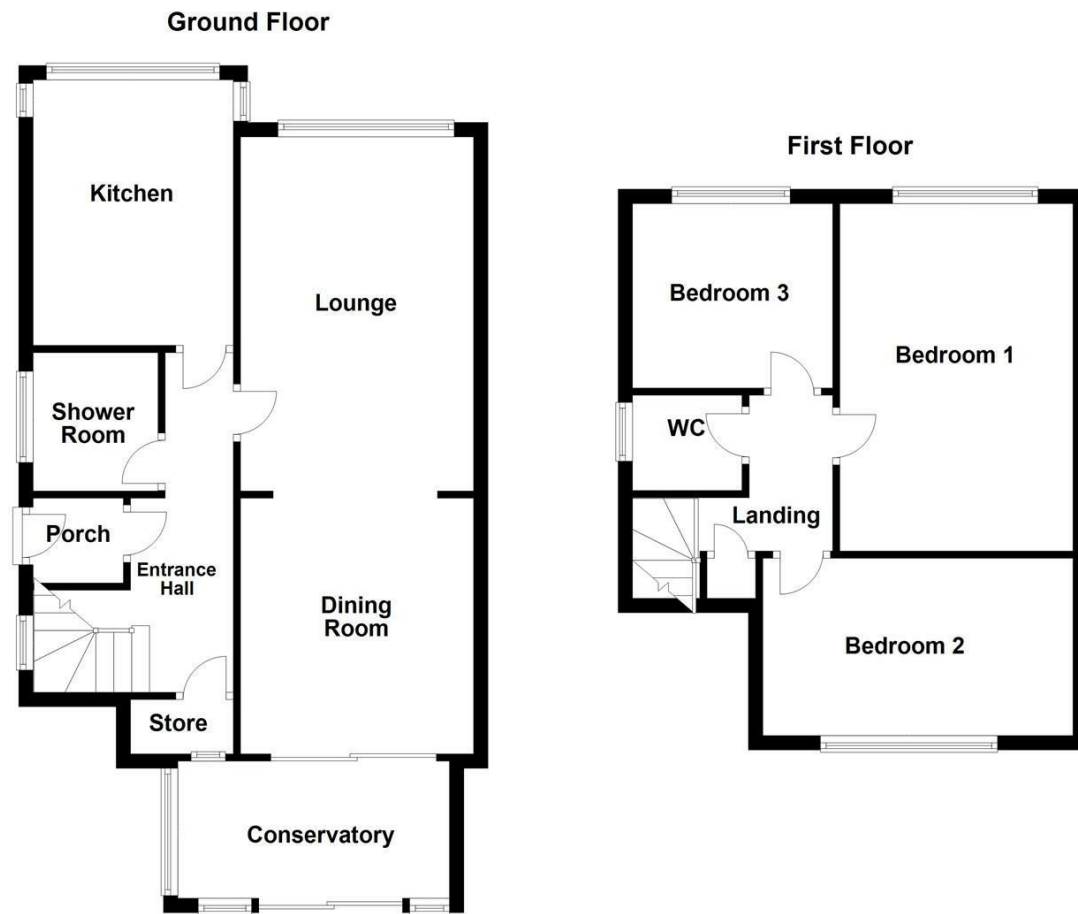 Ground Floor
Kitchen
Lounge
Shower
Room
Porch
Entrance
Hall
Dining
Room
Store
Conservatory
First Floor
Bedroom 3
Bedroom 1
WC
Landing
Bedroom 2